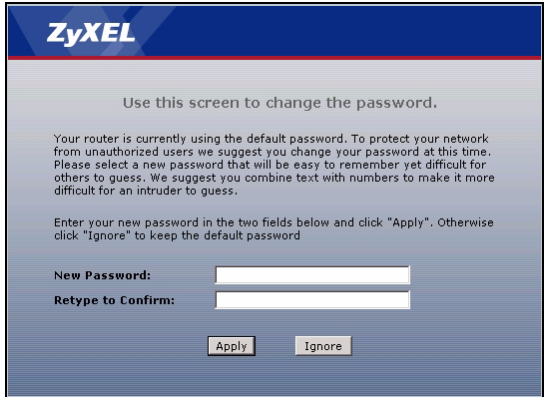 ZyXEL
Use this screen to change the password.
Your router is currently using the default password. To protect your network
from unauthorized users we suggest you change your password at this time.
Please select a new password that will be easy to remember yet difficult for
others to guess. We suggest you combine text with numbers to make it more
difficult for an intruder to guess.
Enter your new password in the two fields below and click "Apply". Otherwise
click "Ignore" to keep the default password
New Password:
Retype to Confirm:
Apply Ignore